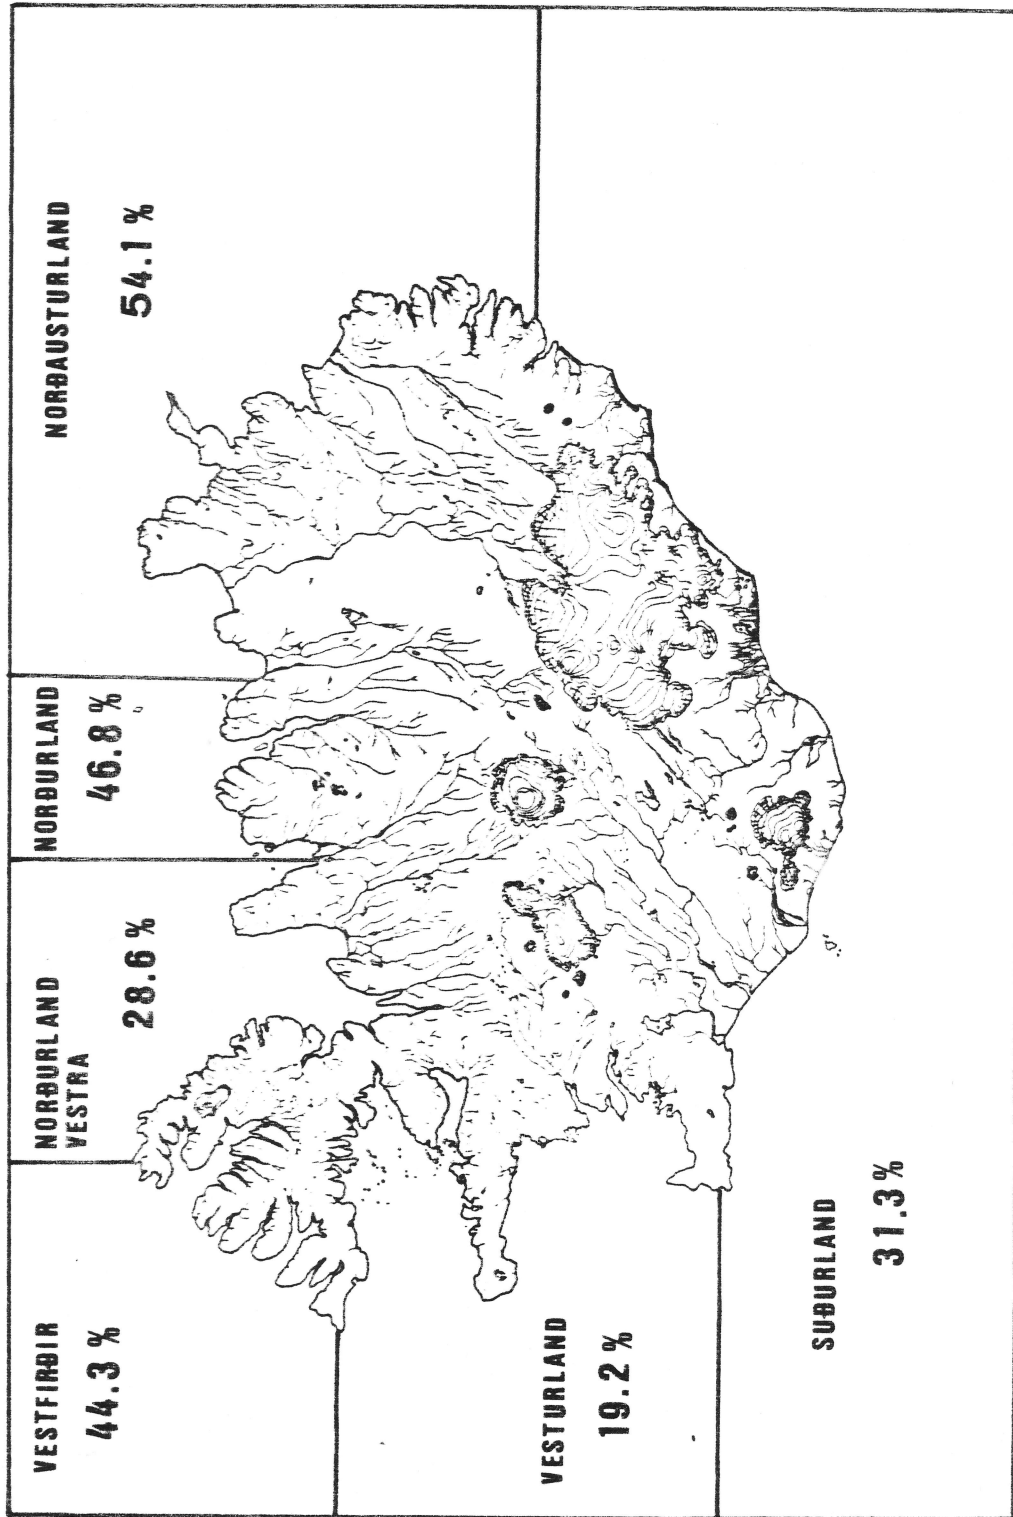 VESTFIRÐIR
44.3 %
NORÐURLAND
VESTRA
28.6 %
NORÐURLAND
46.8 %
NORÐAUSTURLAND
54.1 %
VESTURLAND
19.2 %
SUÐURLAND
31.3 %